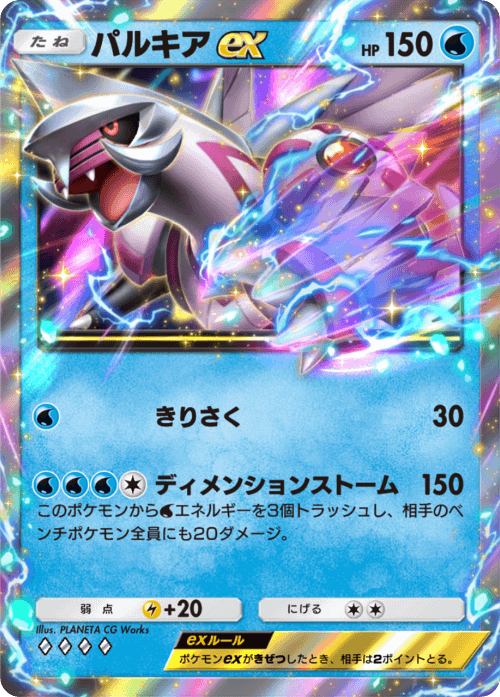 たね パルキアex HP150
きりさく 30
ディメンションストーム 150
このポケモンからエネルギーを3個トラッシュし、相手のベ
ンチポケモン全員にも20ダメージ。
弱点 +20 にげる
Illus. PLANETA CG Works
exルール
ポケモンexがきぜつしたとき、相手は2ポイントとる。